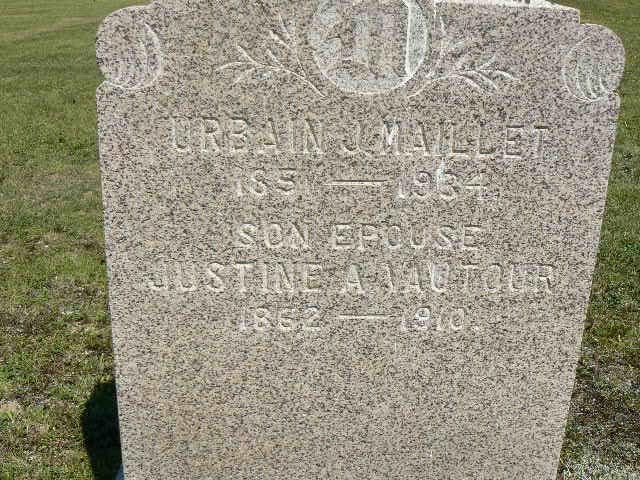 M
URBAIN J. MAILLET
1851 — 1934.
SON EPOUSE
JUSTINE A. VAUTOUR
1862 — 1910.